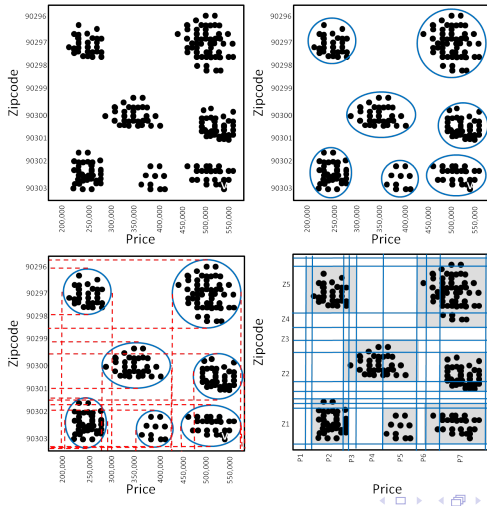 90296
90297
90298
90299
90300
90301
90302
90303
Zipcode
V
200,000
250,000
300,000
350,000
400,000
450,000
500,000
550,000
Price
90296
90297
90298
90299
90300
90301
90302
90303
Zipcode
V
200,000
250,000
300,000
350,000
400,000
450,000
500,000
550,000
Price
90296
90297
90298
90299
90300
90301
90302
90303
Zipcode
V
200,000
250,000
300,000
350,000
400,000
450,000
500,000
550,000
Price
Z5
Z4
Z3
Z2
Z1
Zipcode
P1
P2
P3
P4
P5
P6
P7
Price